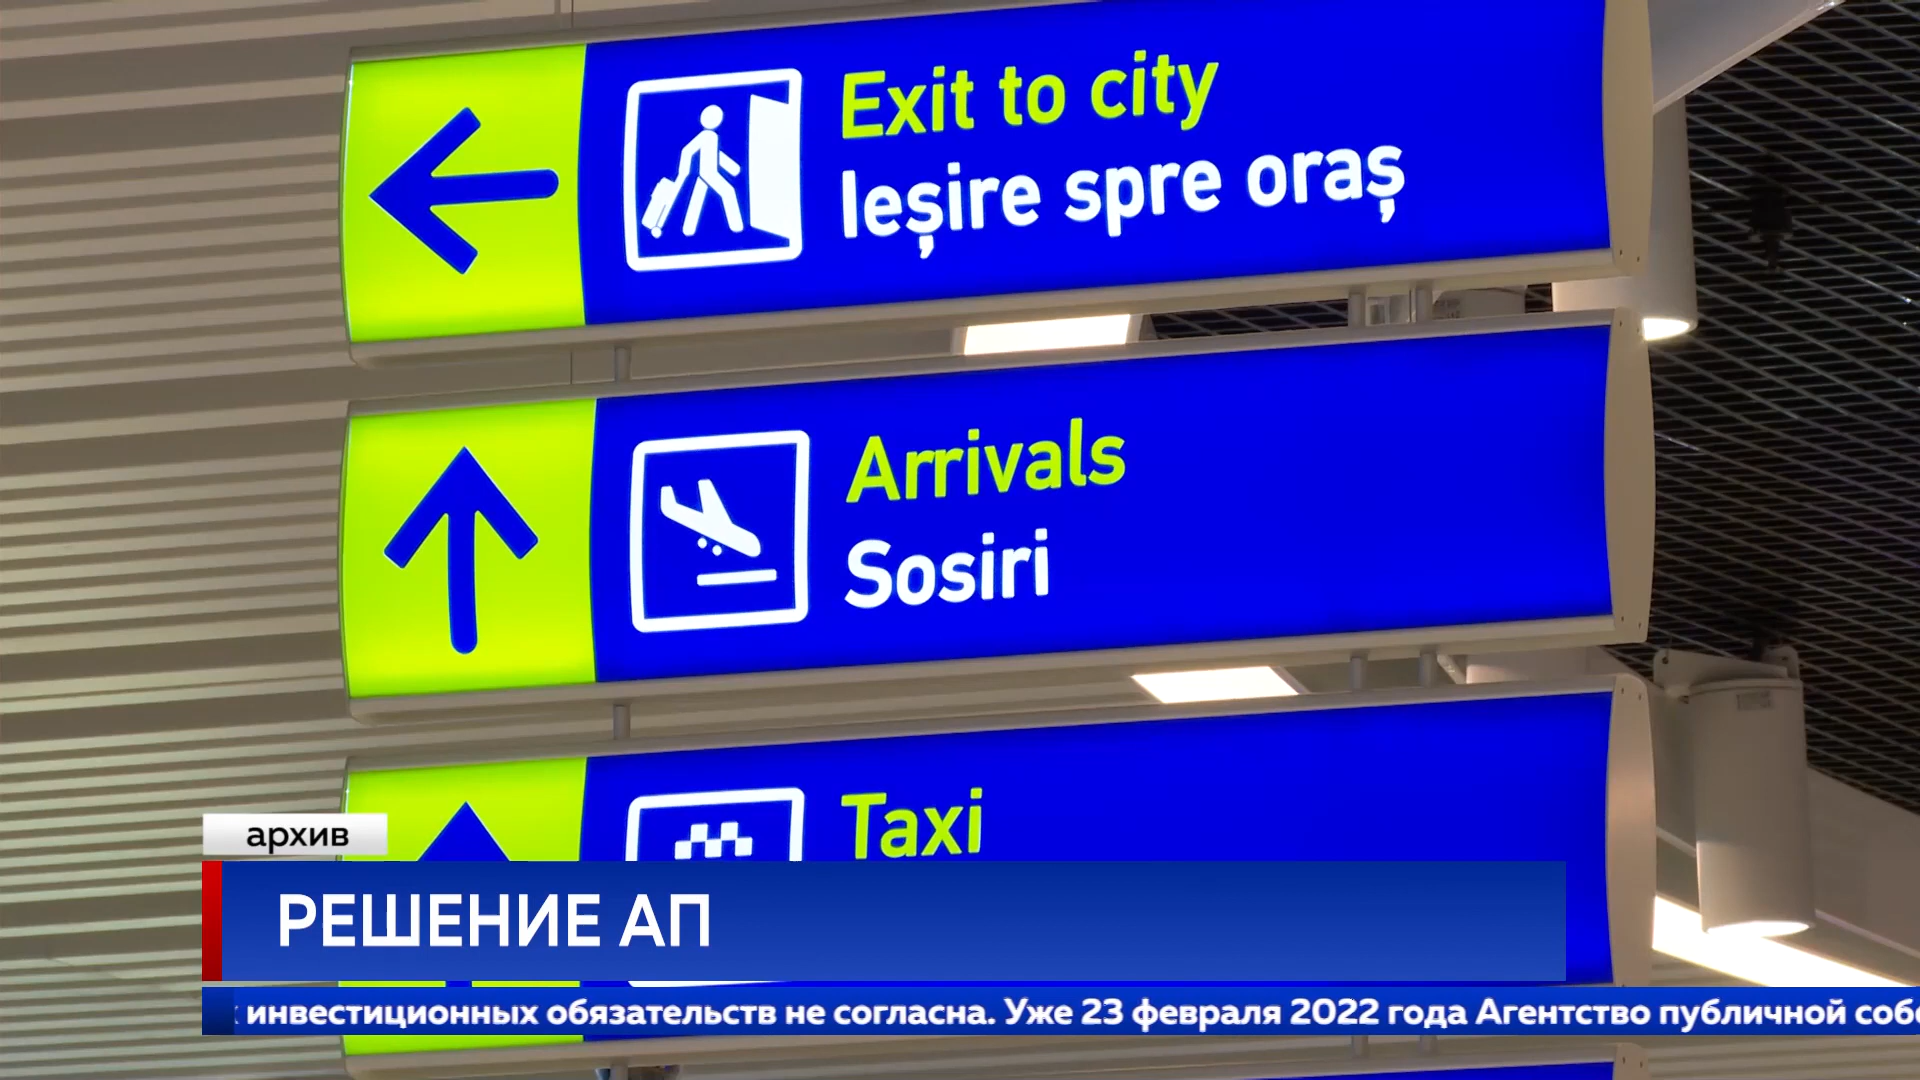 Exit to city
Ieșire spre oraș
Arrivals
Sosiri
Taxi
архив
РЕШЕНИЕ АП
инвестиционных обязательств не согласна. Уже 23 февраля 2022 года Агентство публичной